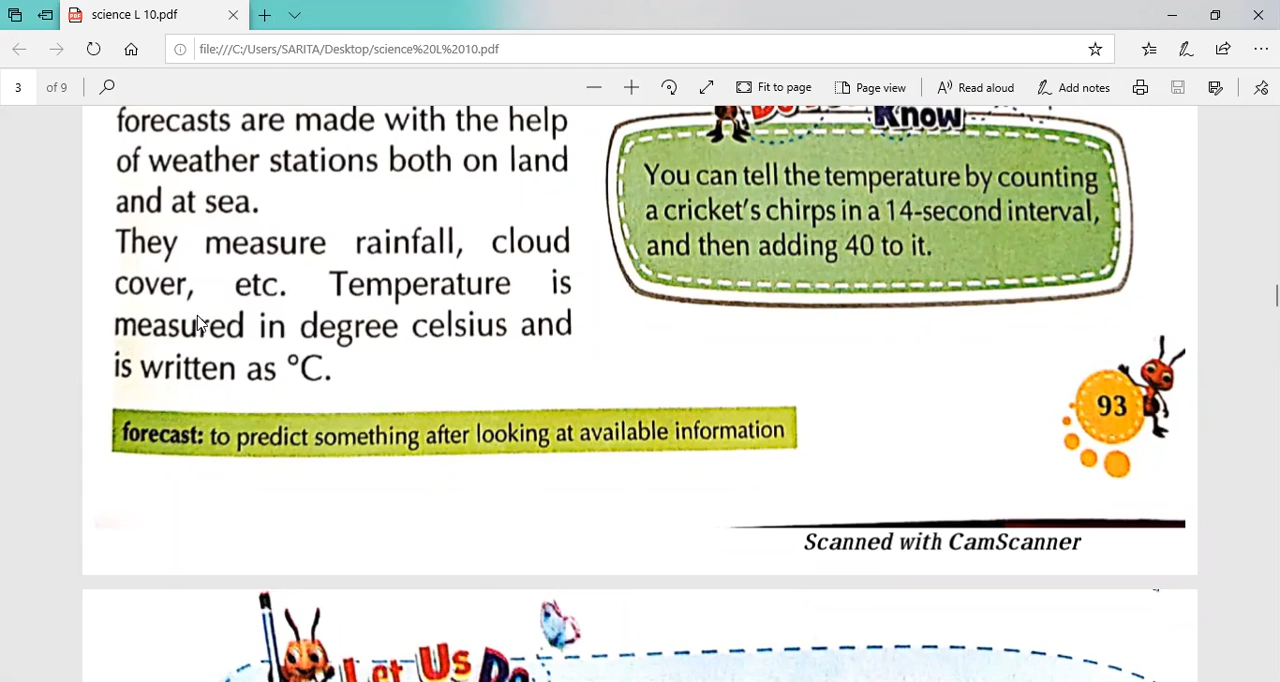 science L 10.pdf
file:///C:/Users/SARITA/Desktop/science%20L%2010.pdf
3 of 9
Fit to page
Page view
Read aloud
Add notes
forecasts are made with the help
of weather stations both on land
and at sea.
They measure rainfall, cloud
cover, etc. Temperature is
measured in degree celsius and
is written as °C.
Know
You can tell the temperature by counting
a cricket's chirps in a 14-second interval,
and then adding 40 to it.
93
forecast: to predict something after looking at available information
Scanned with CamScanner
Let Us Do